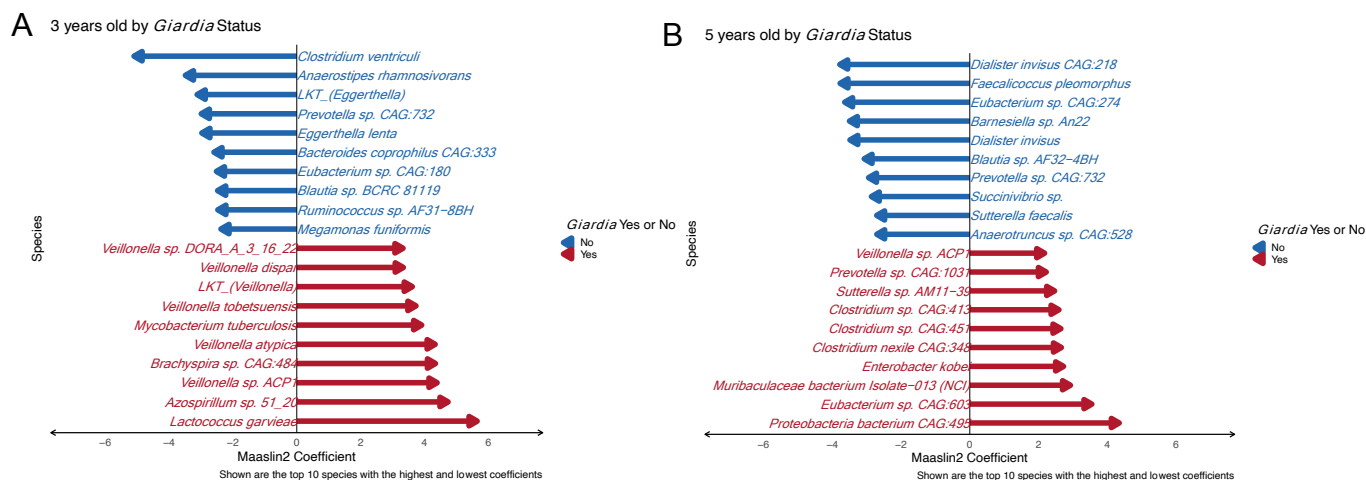 A
3 years old by Giardia Status
Clostridium ventriculi
Anaerostipes rhamnosivorans
LKT_(Eggerthella)
Prevotella sp. CAG:732
Eggerthella lenta
Bacteroides coprophilus CAG:333
Eubacterium sp. CAG:180
Blautia sp. BCRC 81119
Ruminococcus sp. AF31−8BH
Megamonas funiformis
Veillonella sp. DORA_A_3_16_22
Veillonella dispar
LKT_(Veillonella)
Veillonella tobetsuensis
Mycobacterium tuberculosis
Veillonella atypica
Brachyspira sp. CAG:484
Veillonella sp. ACP1
Azospirillum sp. 51_20
Lactococcus garvieae
Species
−6 −4 −2 0 2 4 6
Maaslin2 Coefficient
Shown are the top 10 species with the highest and lowest coefficients
Giardia Yes or No
No
Yes
B
5 years old by Giardia Status
Dialister invisus CAG:218
Faecalicoccus pleomorphus
Eubacterium sp. CAG:274
Barnesiella sp. An22
Dialister invisus
Blautia sp. AF32−4BH
Prevotella sp. CAG:732
Succinivibrio sp.
Sutterella faecalis
Anaerotruncus sp. CAG:528
Veillonella sp. ACP1
Prevotella sp. CAG:1031
Sutterella sp. AM11−39
Clostridium sp. CAG:413
Clostridium sp. CAG:451
Clostridium nexile CAG:348
Enterobacter kobei
Muribaculaceae bacterium Isolate−013 (NCI)
Eubacterium sp. CAG:603
Proteobacteria bacterium CAG:495
Species
−6 −4 −2 0 2 4 6
Maaslin2 Coefficient
Shown are the top 10 species with the highest and lowest coefficients
Giardia Yes or No
No
Yes